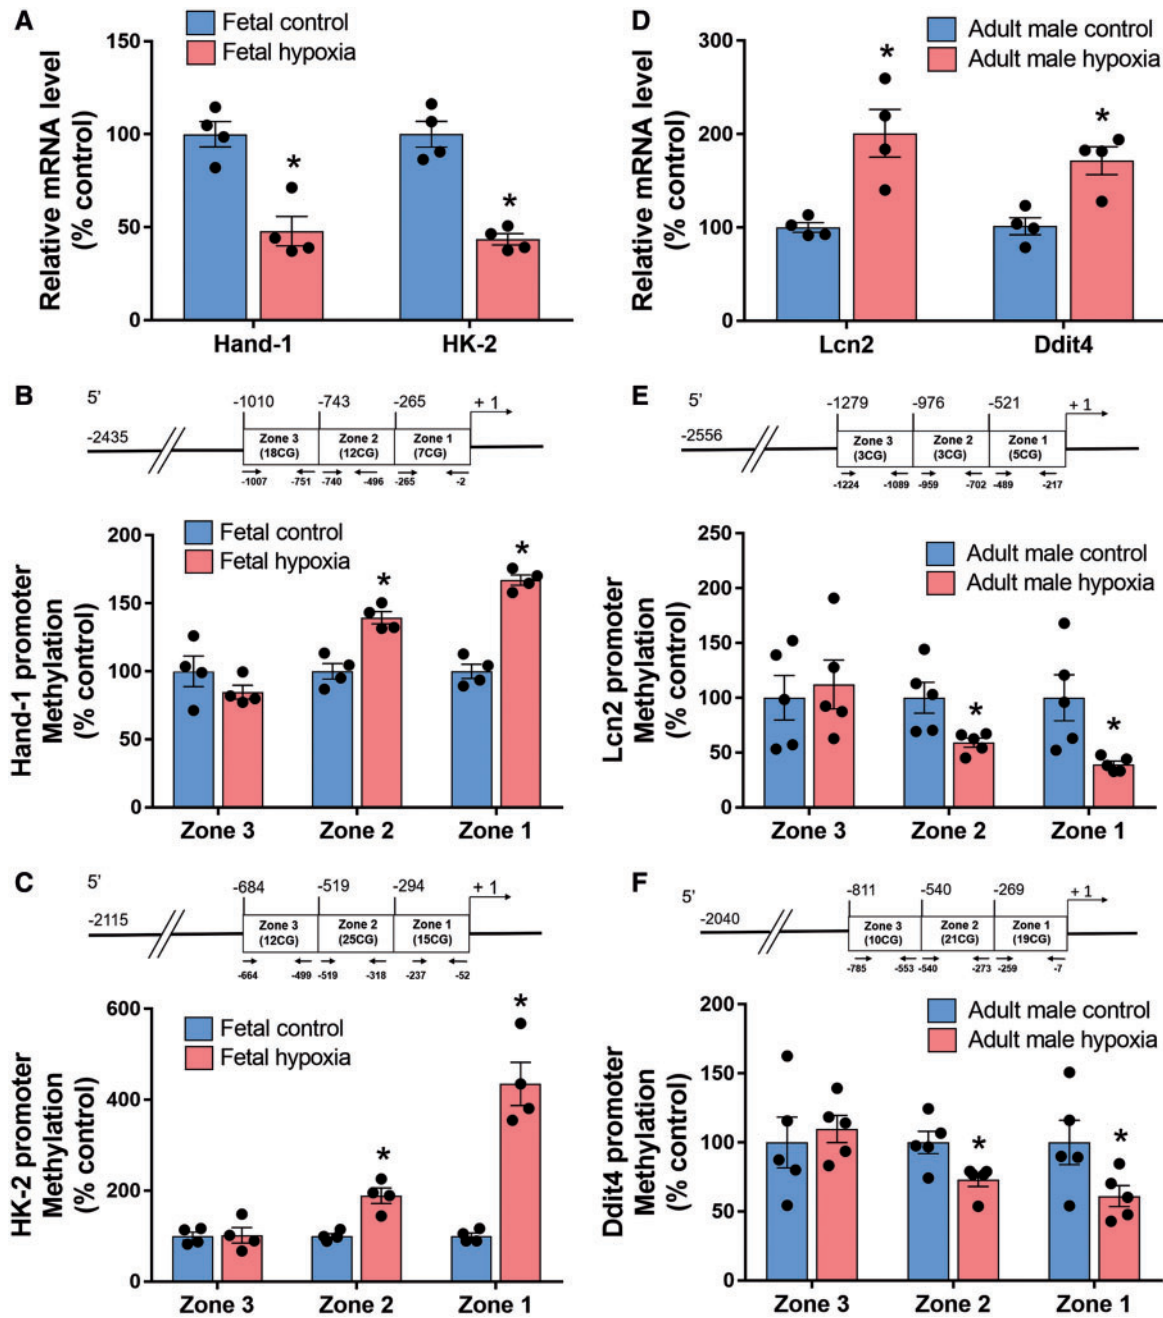 A
Fetal control
Fetal hypoxia
Relative mRNA level
(% control)
150
100
50
0
Hand-1 HK-2
D
Adult male control
Adult male hypoxia
Relative mRNA level
(% control)
300
200
100
0
* * * *
Lcn2 Ddit4
B
5' -1010 -743 -265 + 1
-2435
Zone 3 Zone 2 Zone 1
(18CG) (12CG) (7CG)
-1007 -751 -740 -496 -265 -2
Fetal control
Fetal hypoxia
Hand-1 promoter
Methylation
(% control)
200
150
100
50
0
* *
Zone 3 Zone 2 Zone 1
E
5' -1279 -976 -521 + 1
-2556
Zone 3 Zone 2 Zone 1
(3CG) (3CG) (5CG)
-1224 -1089 -959 -702 -489 -217
Adult male control
Adult male hypoxia
Lcn2 promoter
Methylation
(% control)
250
200
150
100
50
0
* *
Zone 3 Zone 2 Zone 1
C
5' -684 -519 -294 + 1
-2115
Zone 3 Zone 2 Zone 1
(12CG) (25CG) (15CG)
-664 -499 -519 -318 -237 -52
Fetal control
Fetal hypoxia
HK-2 promoter
Methylation
(% control)
600
400
200
0
* *
Zone 3 Zone 2 Zone 1
F
5' -811 -540 -269 + 1
-2040
Zone 3 Zone 2 Zone 1
(10CG) (21CG) (19CG)
-785 -553 -540 -273 -259 -7
Adult male control
Adult male hypoxia
Ddit4 promoter
Methylation
(% control)
200
150
100
50
0
* *
Zone 3 Zone 2 Zone 1